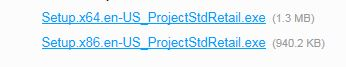 Setup.x64.en-US_ProjectStdRetail.exe (1.3 MB)
Setup.x86.en-US_ProjectStdRetail.exe (940.2 KB)